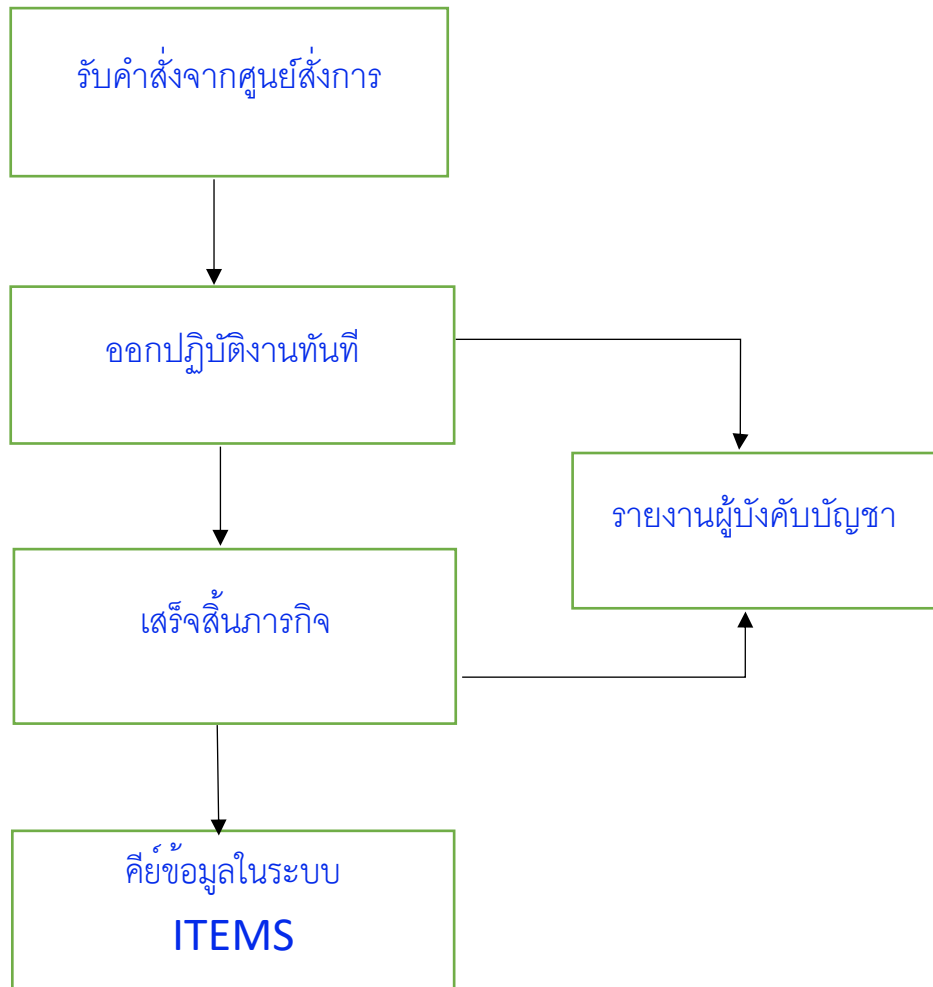 รับคำสั่งจากศูนย์สั่งการ
ออกปฏิบัติงานทันที
รายงานผู้บังคับบัญชา
เสร็จสิ้นภารกิจ
คีย์ข้อมูลในระบบ
ITEMS